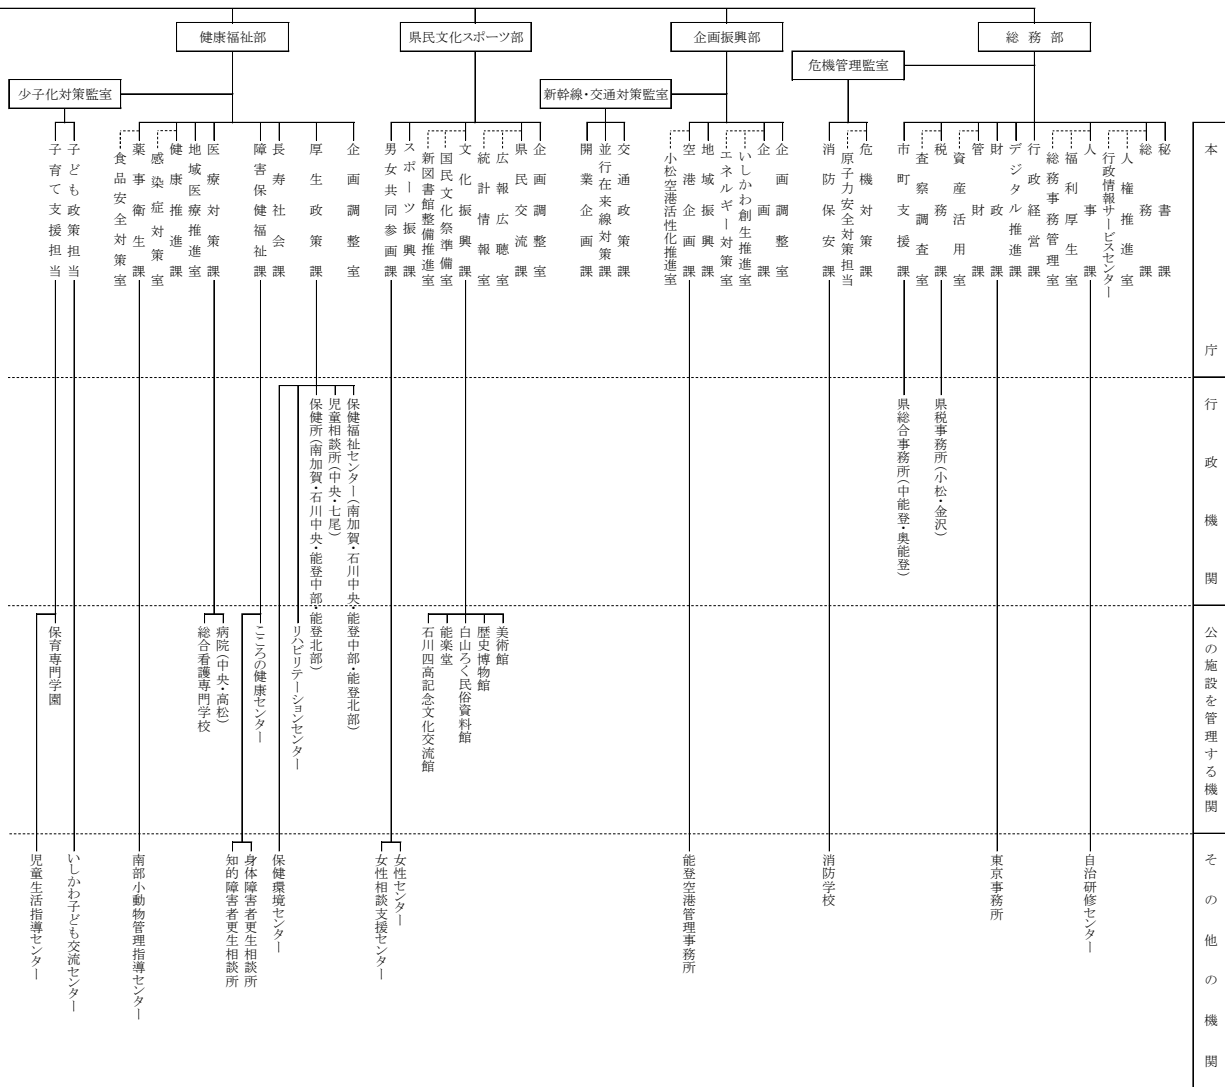 総務部
企画振興部
県民文化スポーツ部
健康福祉部
危機管理監室
新幹線・交通対策監室
少子化対策監室
本庁
秘書課
総務課
人権推進室
行政情報サービスセンター
人事課
福利厚生室
総務事務管理室
行政経営課
デジタル推進課
財政課
管財課
資産活用室
税務課
査察調査室
市町支援課
危機対策課
原子力安全対策担当
消防保安課
企画調整室
企画課
いしかわ創生推進室
エネルギー対策室
地域振興課
空港企画課
小松空港活性化推進室
交通政策課
並行在来線対策課
開業企画課
企画調整室
県民交流課
広報広聴室
統計情報室
文化振興課
国民文化祭準備室
新図書館整備推進室
スポーツ振興課
男女共同参画課
企画調整室
厚生政策課
長寿社会課
障害保健福祉課
医療対策課
地域医療推進室
健康推進課
感染症対策室
薬事衛生課
食品安全対策室
子ども政策担当
子育て支援担当
行政機関
県税事務所(小松・金沢)
県総合事務所(中能登・奥能登)
保健福祉センター(南加賀・石川中央・能登中部・能登北部)
児童相談所(中央・七尾)
保健所(南加賀・石川中央・能登中部・能登北部)
公の施設を管理する機関
美術館
歴史博物館
白山ろく民俗資料館
能楽堂
石川四高記念文化交流館
リハビリテーションセンター
こころの健康センター
病院(中央・高松)
総合看護専門学校
保育専門学園
その他の機関
自治研修センター
東京事務所
消防学校
能登空港管理事務所
女性センター
女性相談支援センター
保健環境センター
身体障害者更生相談所
知的障害者更生相談所
南部小動物管理指導センター
いしかわ子ども交流センター
児童生活指導センター